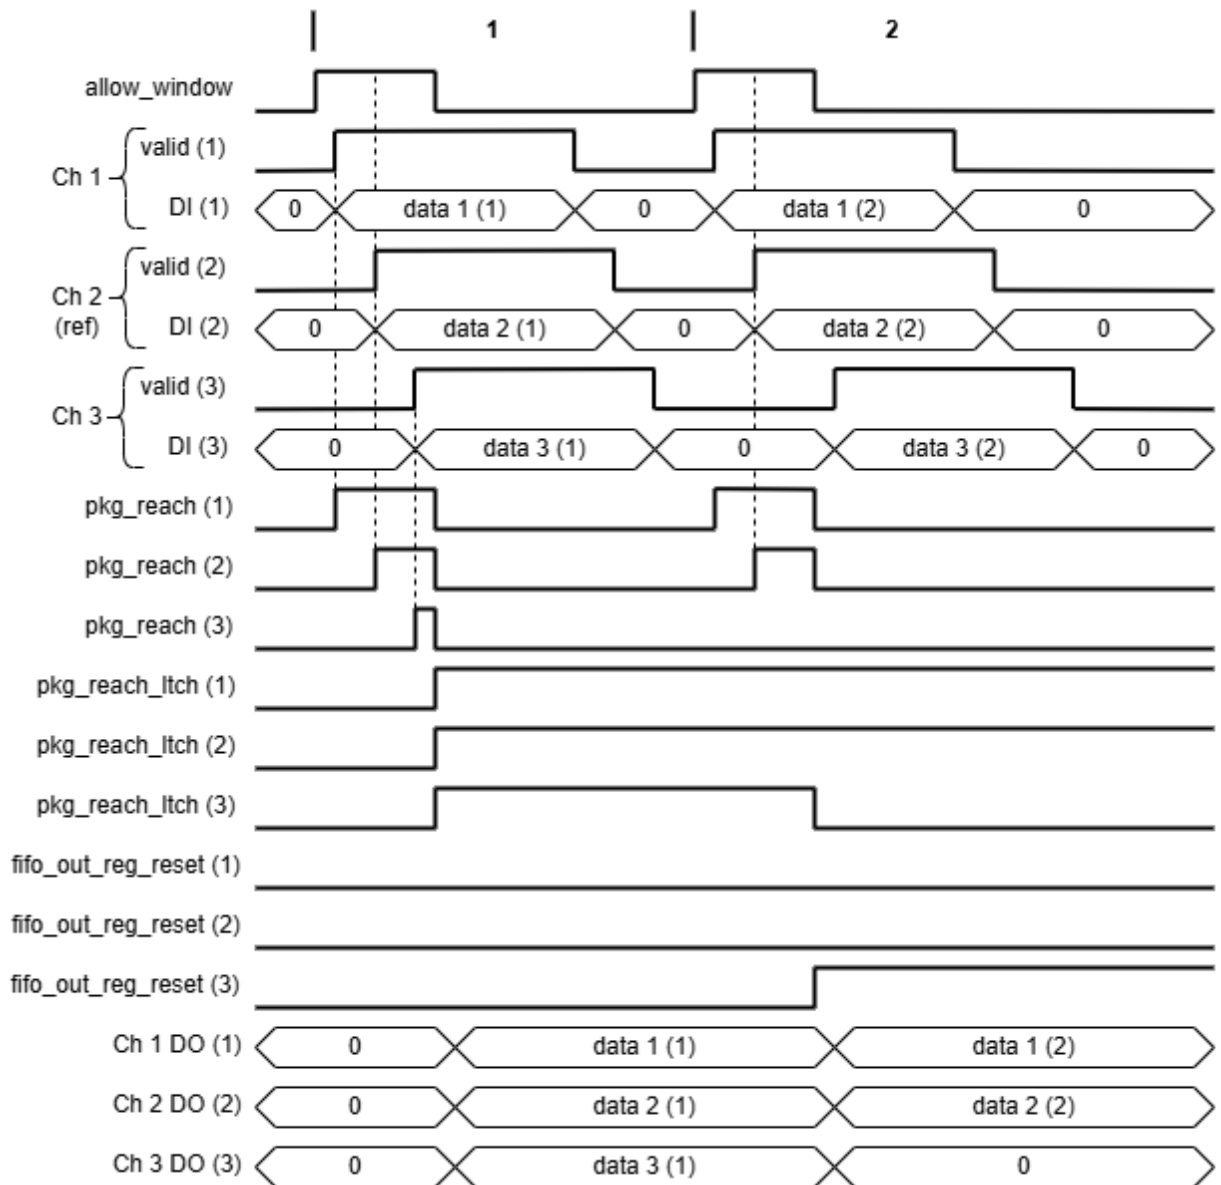 1 2
allow_window
valid (1)
Ch 1
DI (1) 0 data 1 (1) 0 data 1 (2) 0
valid (2)
Ch 2
(ref)
DI (2) 0 data 2 (1) 0 data 2 (2) 0
valid (3)
Ch 3
DI (3) 0 data 3 (1) 0 data 3 (2) 0
pkg_reach (1)
pkg_reach (2)
pkg_reach (3)
pkg_reach_ltch (1)
pkg_reach_ltch (2)
pkg_reach_ltch (3)
fifo_out_reg_reset (1)
fifo_out_reg_reset (2)
fifo_out_reg_reset (3)
Ch 1 DO (1) 0 data 1 (1) data 1 (2)
Ch 2 DO (2) 0 data 2 (1) data 2 (2)
Ch 3 DO (3) 0 data 3 (1) 0